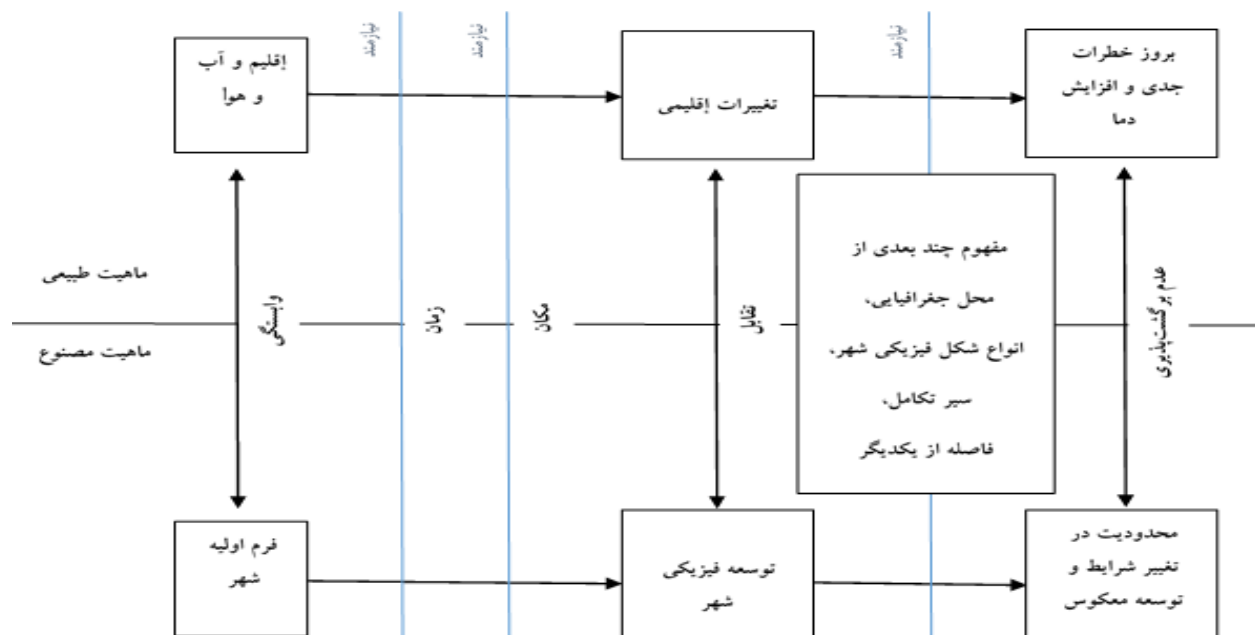 نیازمند
نیازمند
نیازمند
إقلیم و آب
و هوا
تغییرات إقلیمی
بروز خطرات
جدی و افزایش
دما
ماهیت طبیعی
ماهیت مصنوع
وابستگی
زمان
مکان
تقابل
مفهوم چند بعدی از
محل جغرافیایی،
انواع شکل فیزیکی شهر،
سیر تکامل،
فاصله از یکدیگر
عدم برگشت‌پذیری
فرم اولیه
شهر
توسعه فیزیکی
شهر
محدودیت در
تغییر شرایط و
توسعه معکوس